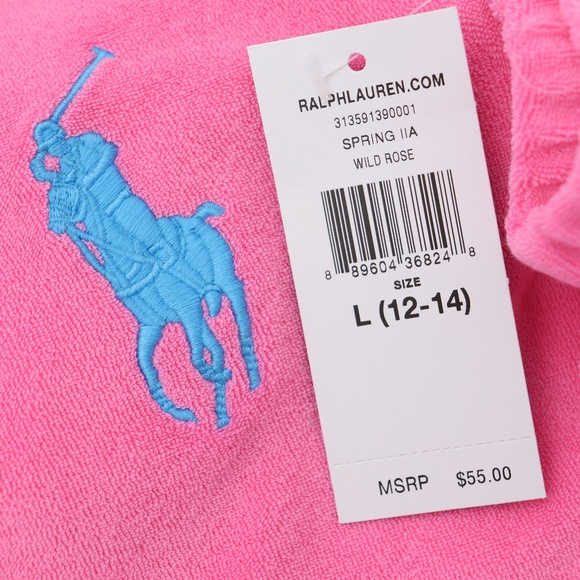 RALPHLAUREN.COM
313591390001
SPRING IIA
WILD ROSE
8 89604 36824 8
SIZE
L (12-14)
MSRP $55.00